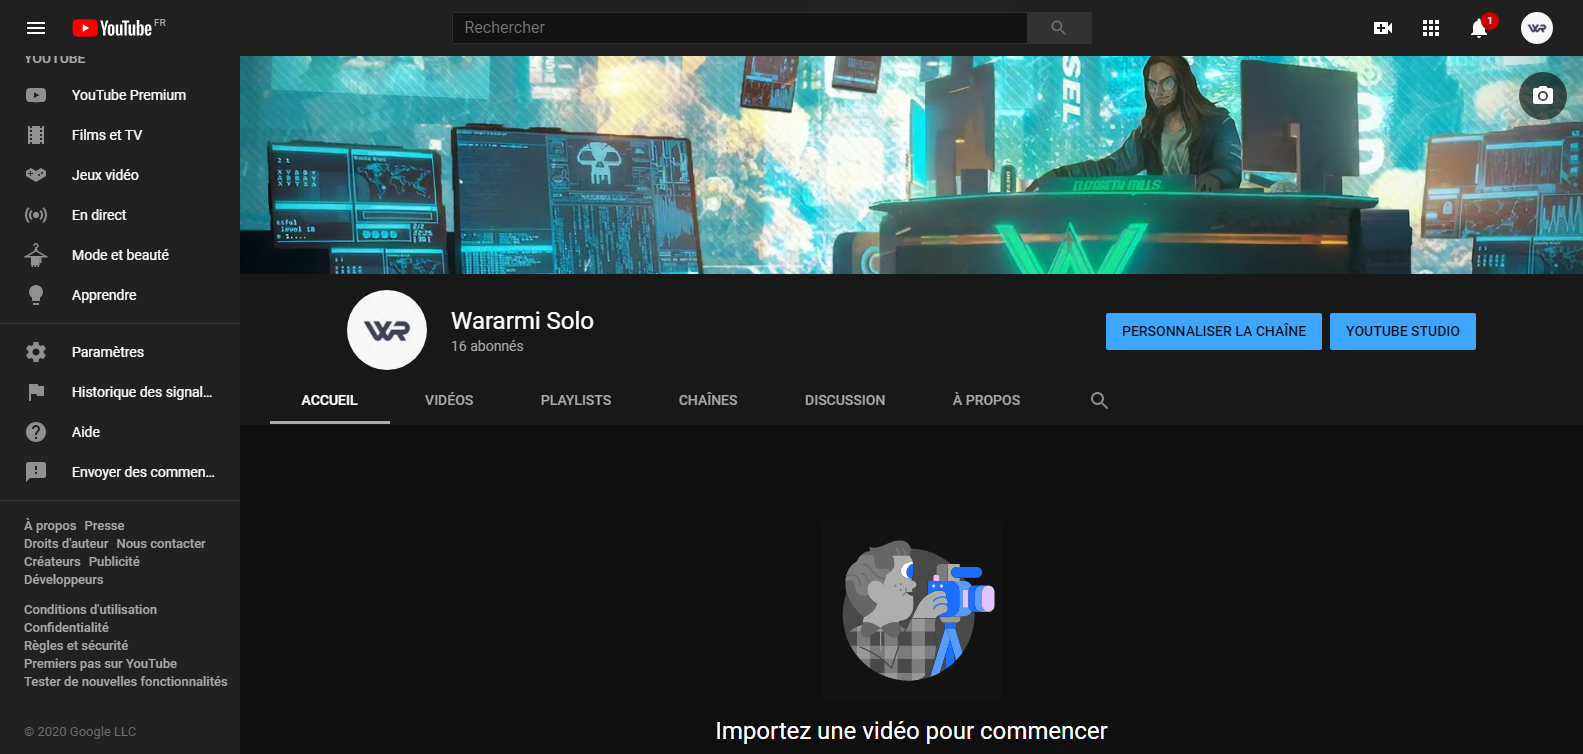 YouTube FR
Rechercher
1
WR
YOUTUBE
YouTube Premium
Films et TV
Jeux vidéo
En direct
Mode et beauté
Apprendre
Paramètres
Historique des signal...
Aide
Envoyer des commen...
À propos Presse
Droits d'auteur Nous contacter
Créateurs Publicité
Développeurs
Conditions d'utilisation
Confidentialité
Règles et sécurité
Premiers pas sur YouTube
Tester de nouvelles fonctionnalités
© 2020 Google LLC
SEL
WR
Wararmi Solo
16 abonnés
PERSONNALISER LA CHAÎNE
YOUTUBE STUDIO
ACCUEIL
VIDÉOS
PLAYLISTS
CHAÎNES
DISCUSSION
À PROPOS
Importez une vidéo pour commencer